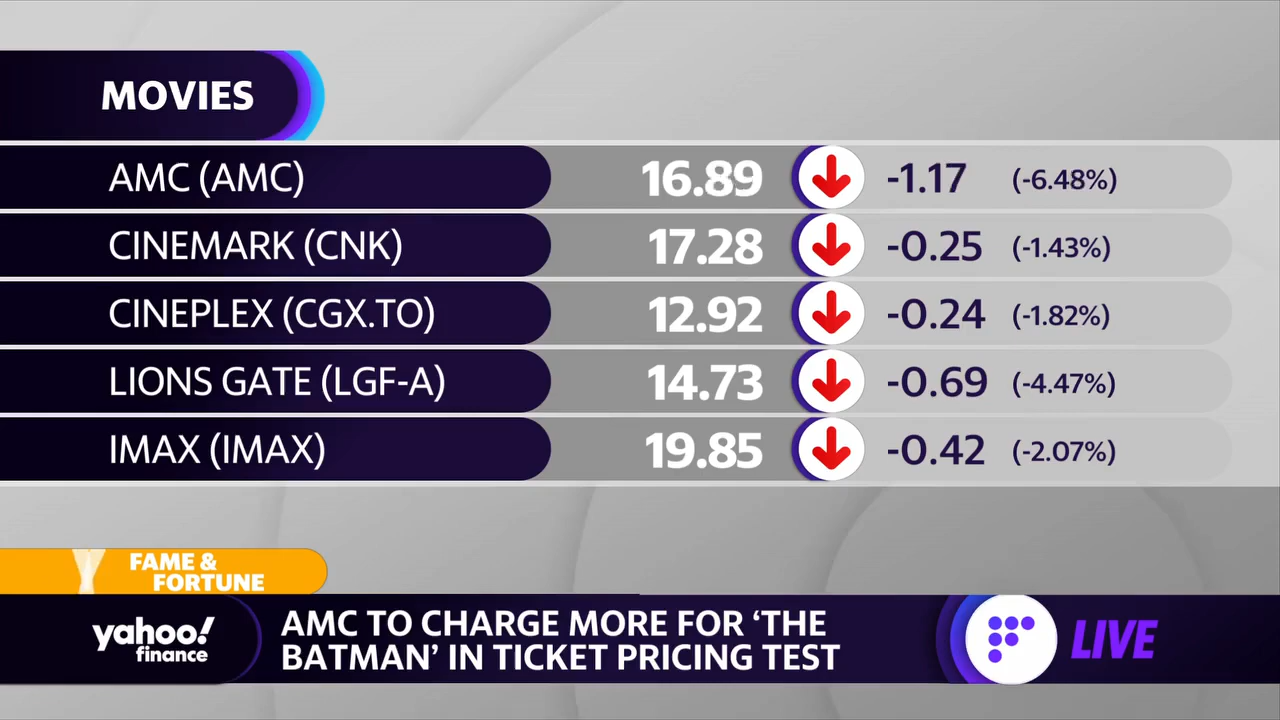 MOVIES
AMC (AMC) 16.89 -1.17 (-6.48%)
CINEMARK (CNK) 17.28 -0.25 (-1.43%)
CINEPLEX (CGX.TO) 12.92 -0.24 (-1.82%)
LIONS GATE (LGF-A) 14.73 -0.69 (-4.47%)
IMAX (IMAX) 19.85 -0.42 (-2.07%)
FAME &
FORTUNE
yahoo!
finance
AMC TO CHARGE MORE FOR ‘THE
BATMAN’ IN TICKET PRICING TEST
LIVE